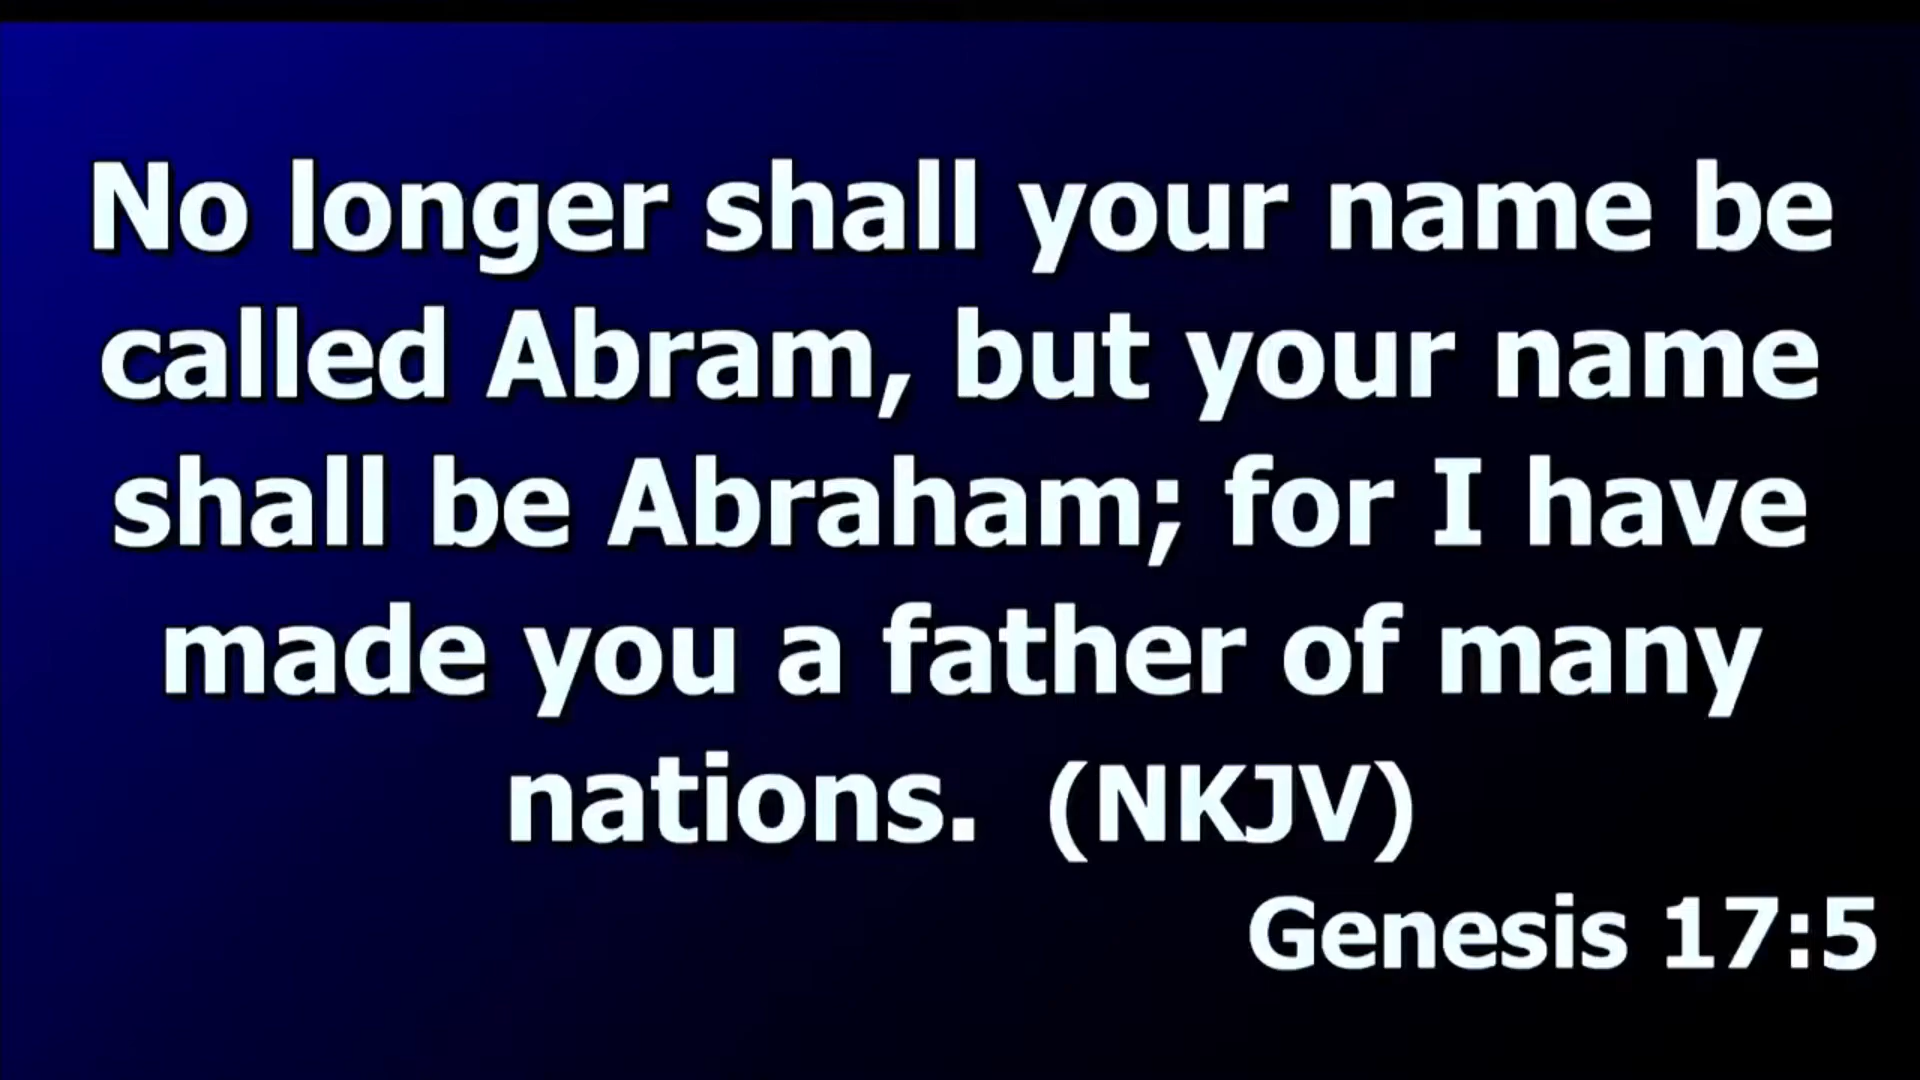 No longer shall your name be
called Abram, but your name
shall be Abraham; for I have
made you a father of many
nations. (NKJV)
Genesis 17:5